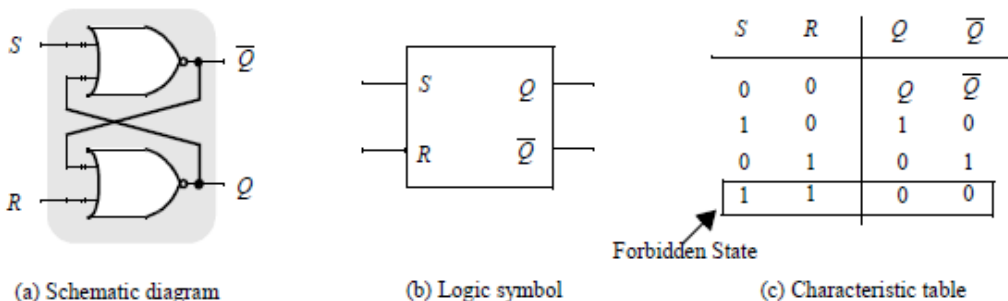 S
Q̅
R
Q
(a) Schematic diagram
S Q
R Q̅
(b) Logic symbol
S R Q Q̅
0 0 Q Q̅
1 0 1 0
0 1 0 1
1 1 0 0
Forbidden State
(c) Characteristic table